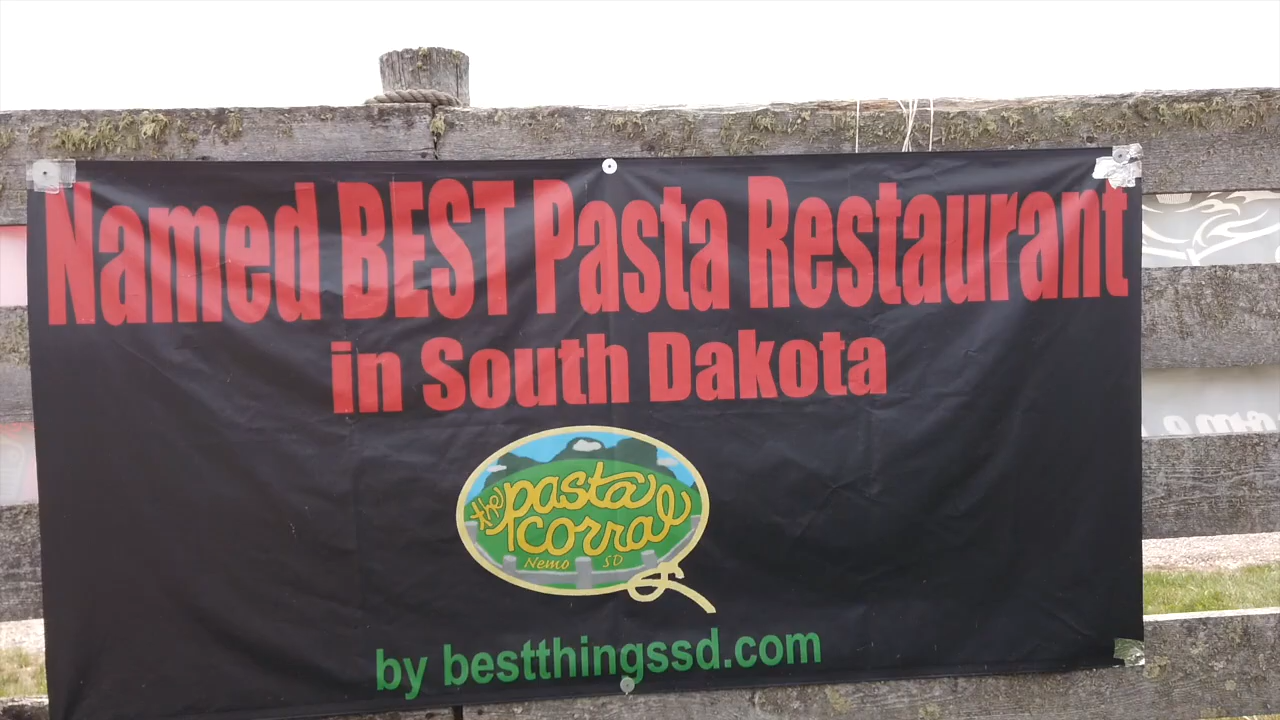 Named BEST Pasta Restaurant
in South Dakota
the pasta
corral
Nemo SD
by bestthingssd.com